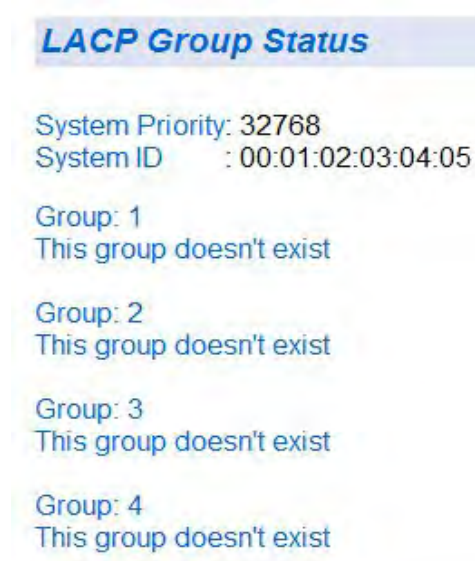 LACP Group Status
System Priority: 32768
System ID : 00:01:02:03:04:05
Group: 1
This group doesn't exist
Group: 2
This group doesn't exist
Group: 3
This group doesn't exist
Group: 4
This group doesn't exist